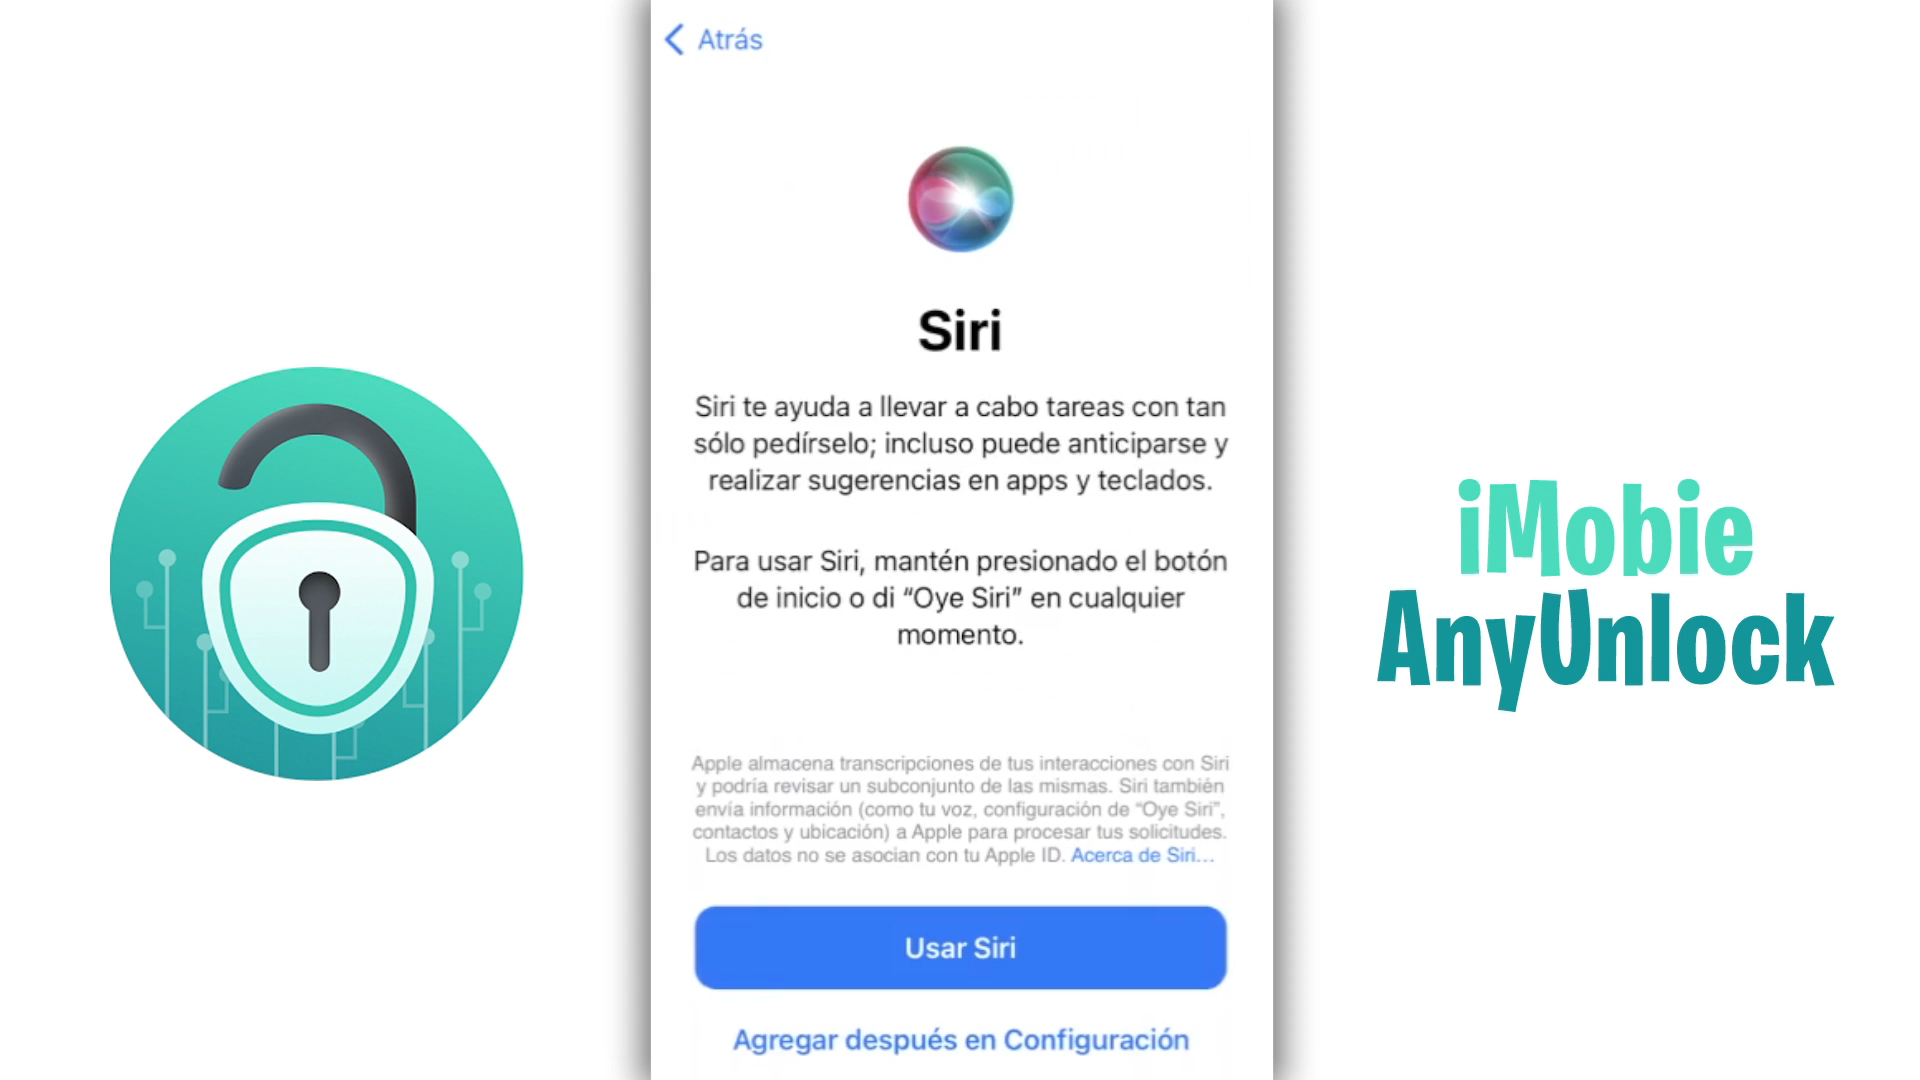 Atrás
Siri
Siri te ayuda a llevar a cabo tareas con tan
sólo pedírselo; incluso puede anticiparse y
realizar sugerencias en apps y teclados.
Para usar Siri, mantén presionado el botón
de inicio o di “Oye Siri” en cualquier
momento.
Apple almacena transcripciones de tus interacciones con Siri
y podría revisar un subconjunto de las mismas. Siri también
envía información (como tu voz, configuración de “Oye Siri”,
contactos y ubicación) a Apple para procesar tus solicitudes.
Los datos no se asocian con tu Apple ID. Acerca de Siri...
Usar Siri
Agregar después en Configuración
iMobie
AnyUnlock